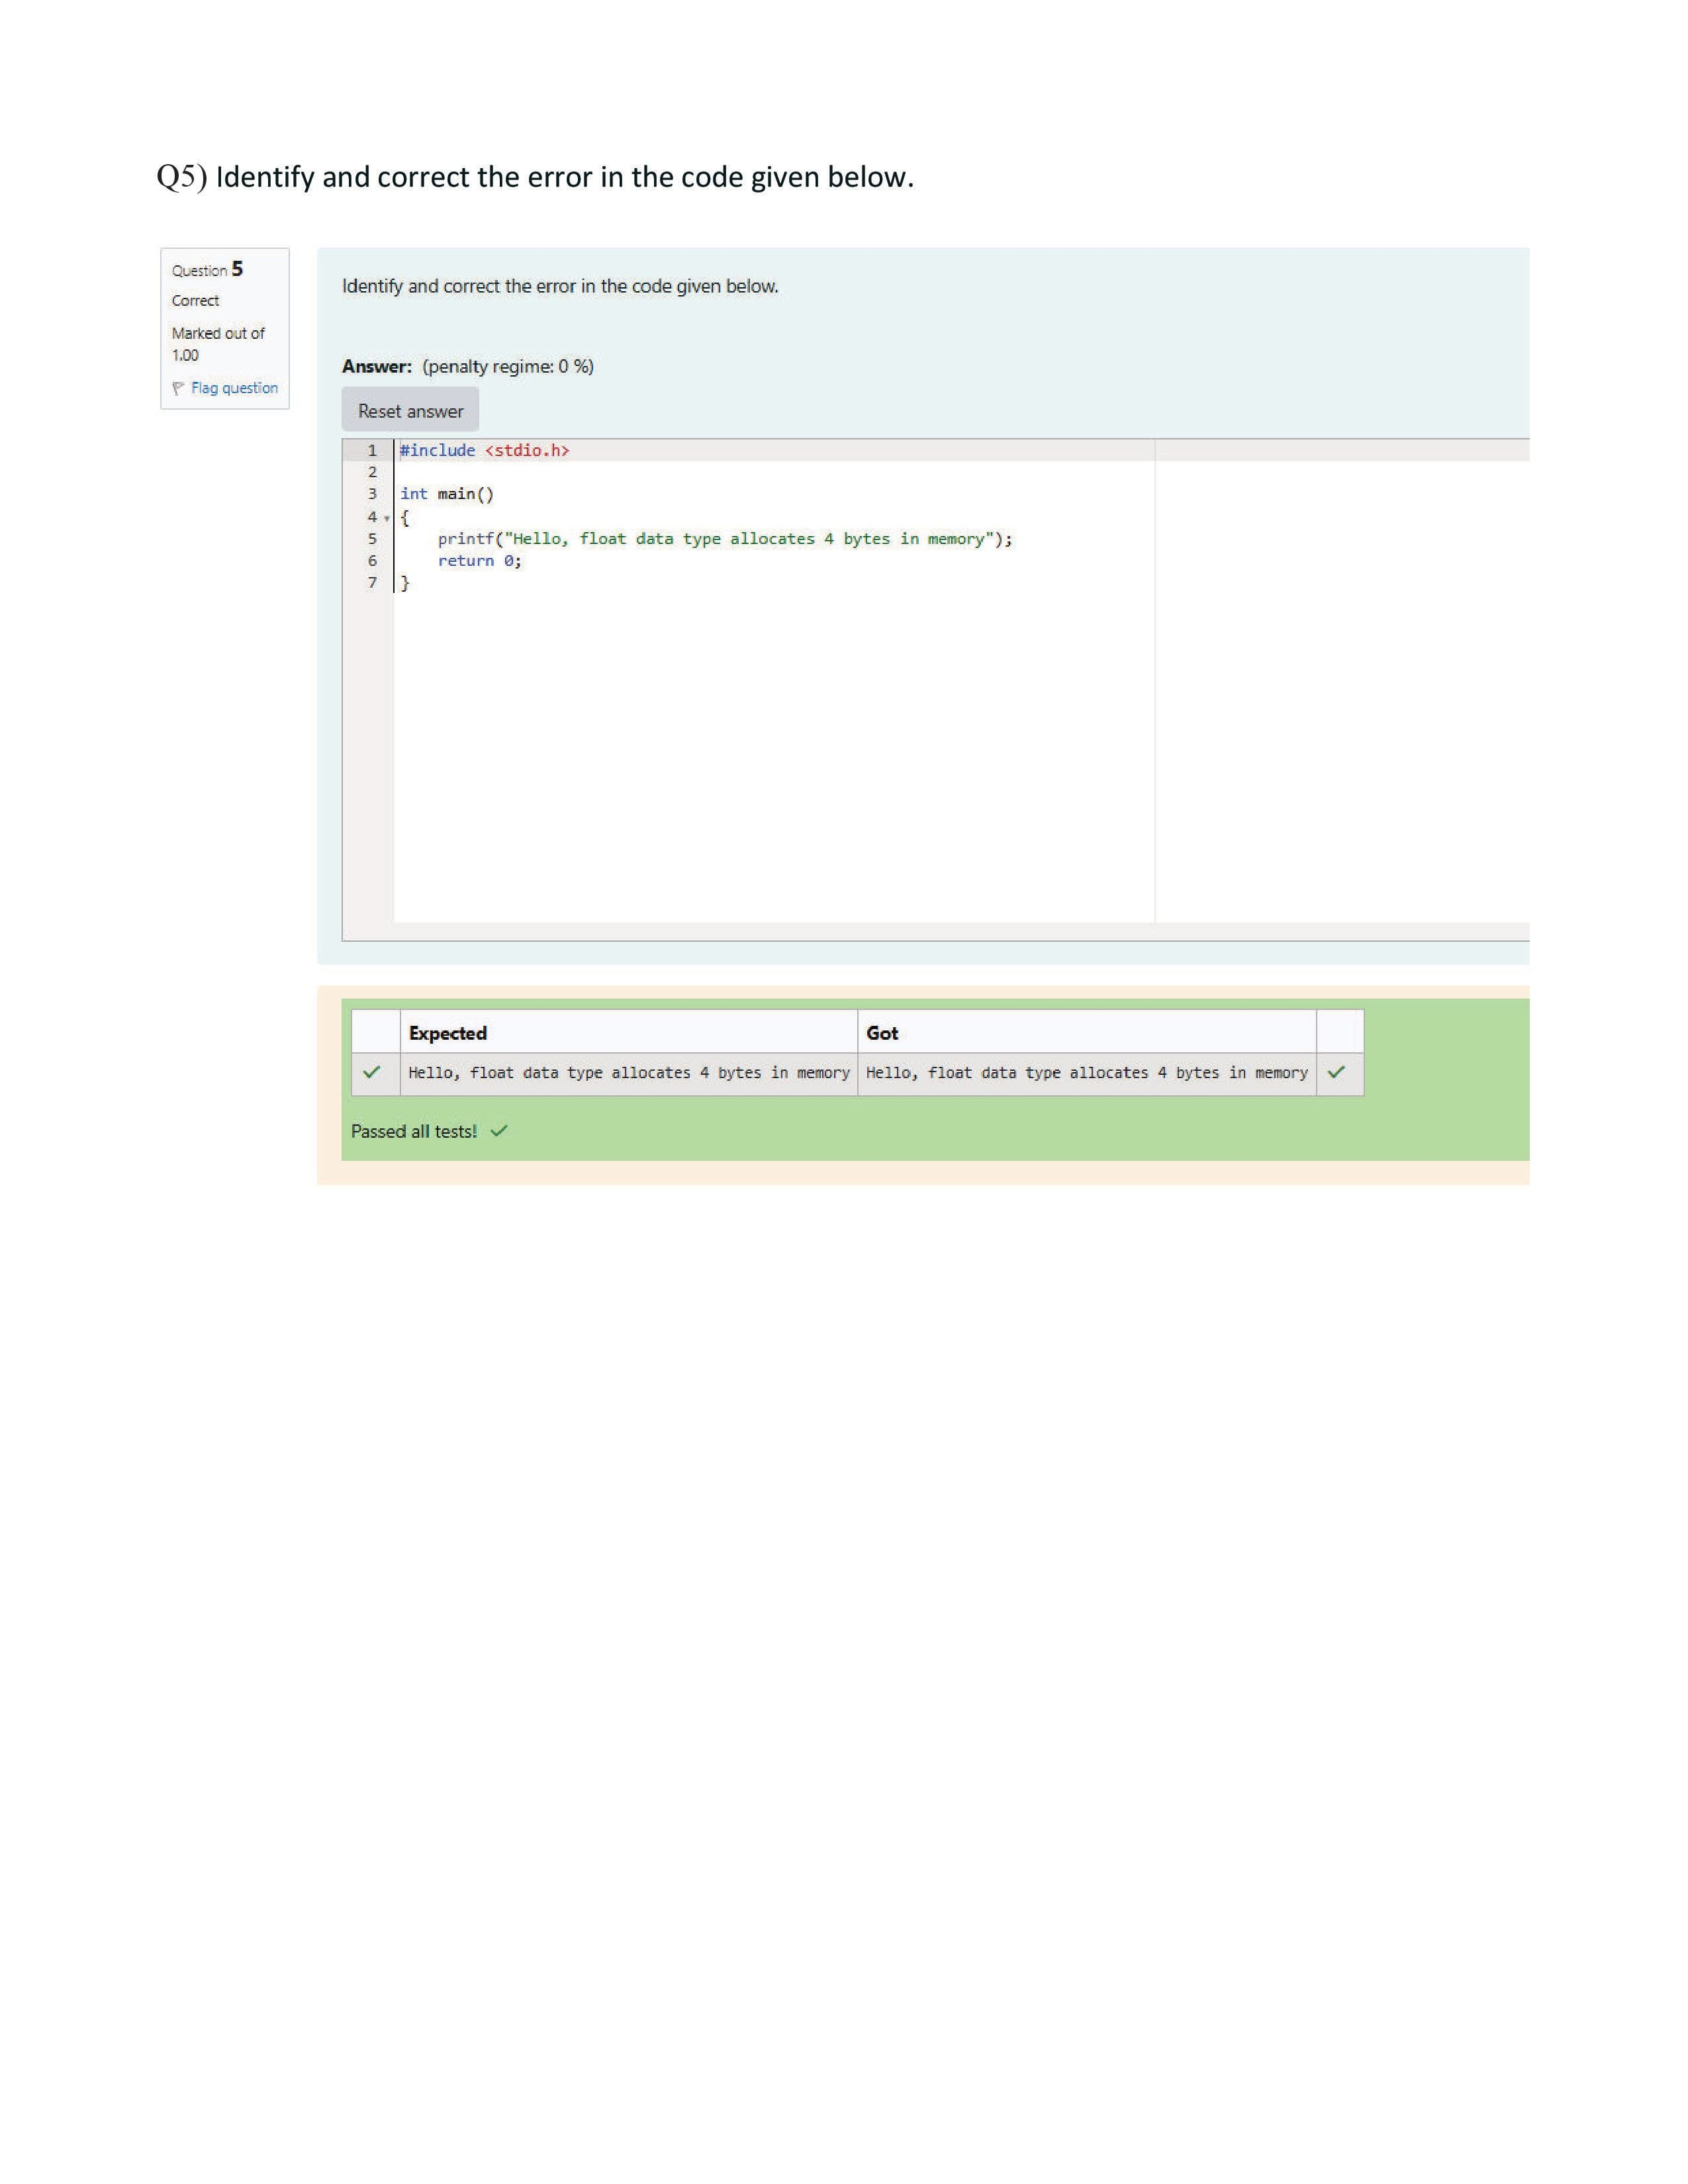 Q5) Identify and correct the error in the code given below.
Question 5
Correct
Marked out of
1.00
Flag question
Identify and correct the error in the code given below.
Answer: (penalty regime: 0 %)
Reset answer
1 #include <stdio.h>
2
3 int main()
4 {
5     printf("Hello, float data type allocates 4 bytes in memory");
6     return 0;
7 }
Expected Got
Hello, float data type allocates 4 bytes in memory Hello, float data type allocates 4 bytes in memory
Passed all tests!